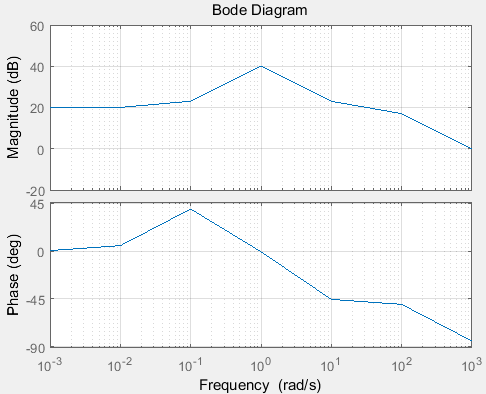 Bode Diagram
Magnitude (dB)
60
40
20
0
-20
Phase (deg)
45
0
-45
-90
10^-3 10^-2 10^-1 10^0 10^1 10^2 10^3
Frequency (rad/s)